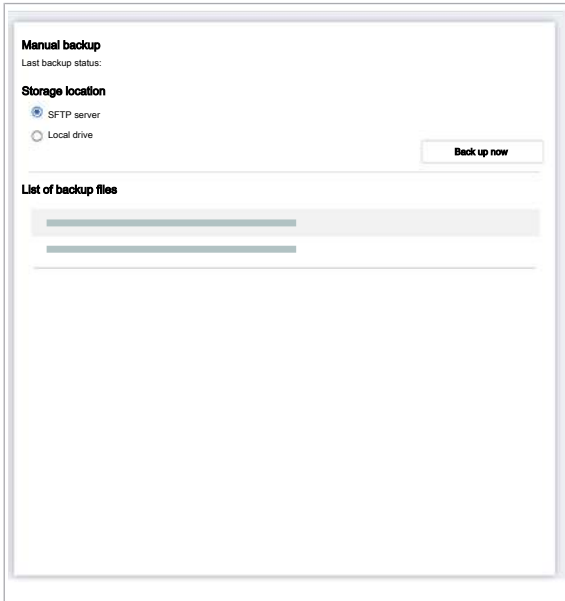 Manual backup
Last backup status:
Storage location
SFTP server
Local drive
Back up now
List of backup files